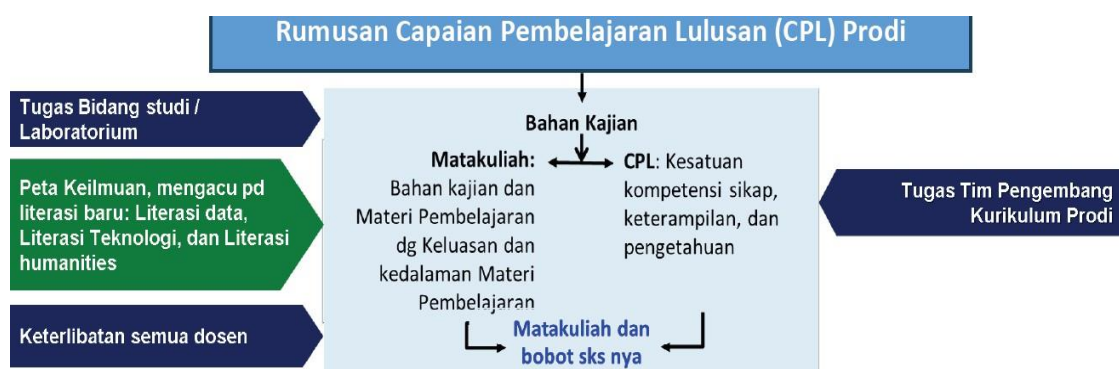 Rumusan Capaian Pembelajaran Lulusan (CPL) Prodi
Tugas Bidang studi /
Laboratorium
Peta Keilmuan, mengacu pd
literasi baru: Literasi data,
Literasi Teknologi, dan Literasi
humanities
Keterlibatan semua dosen
Bahan Kajian
Matakuliah:
Bahan kajian dan
Materi Pembelajaran
dg Keluasan dan
kedalaman Materi
Pembelajaran
CPL: Kesatuan
kompetensi sikap,
keterampilan, dan
pengetahuan
Matakuliah dan
bobot sks nya
Tugas Tim Pengembang
Kurikulum Prodi